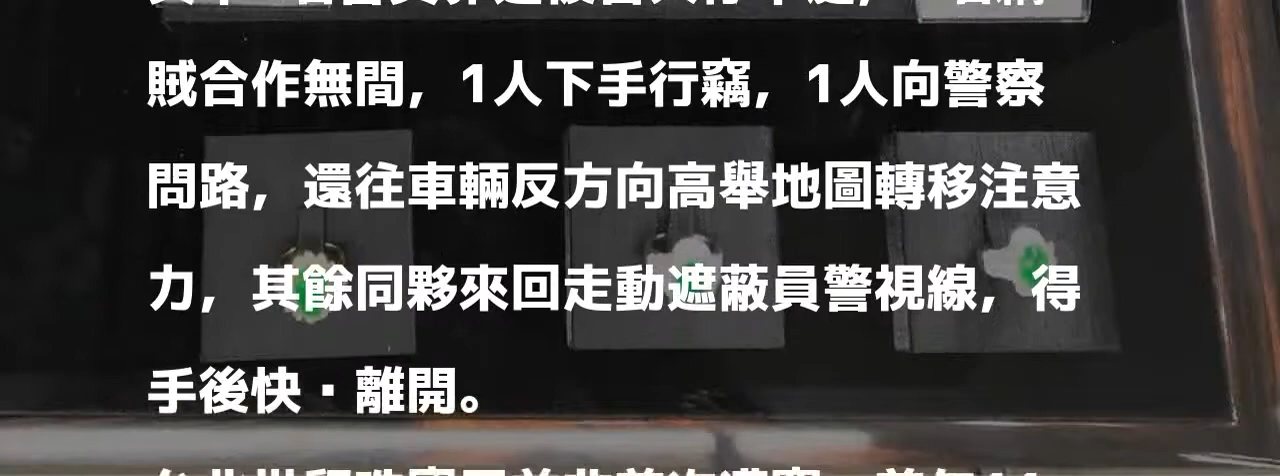 賊合作無間，1人下手行竊，1人向警察
問路，還往車輛反方向高舉地圖轉移注意
力，其餘同夥來回走動遮蔽員警視線，得
手後快·離開。